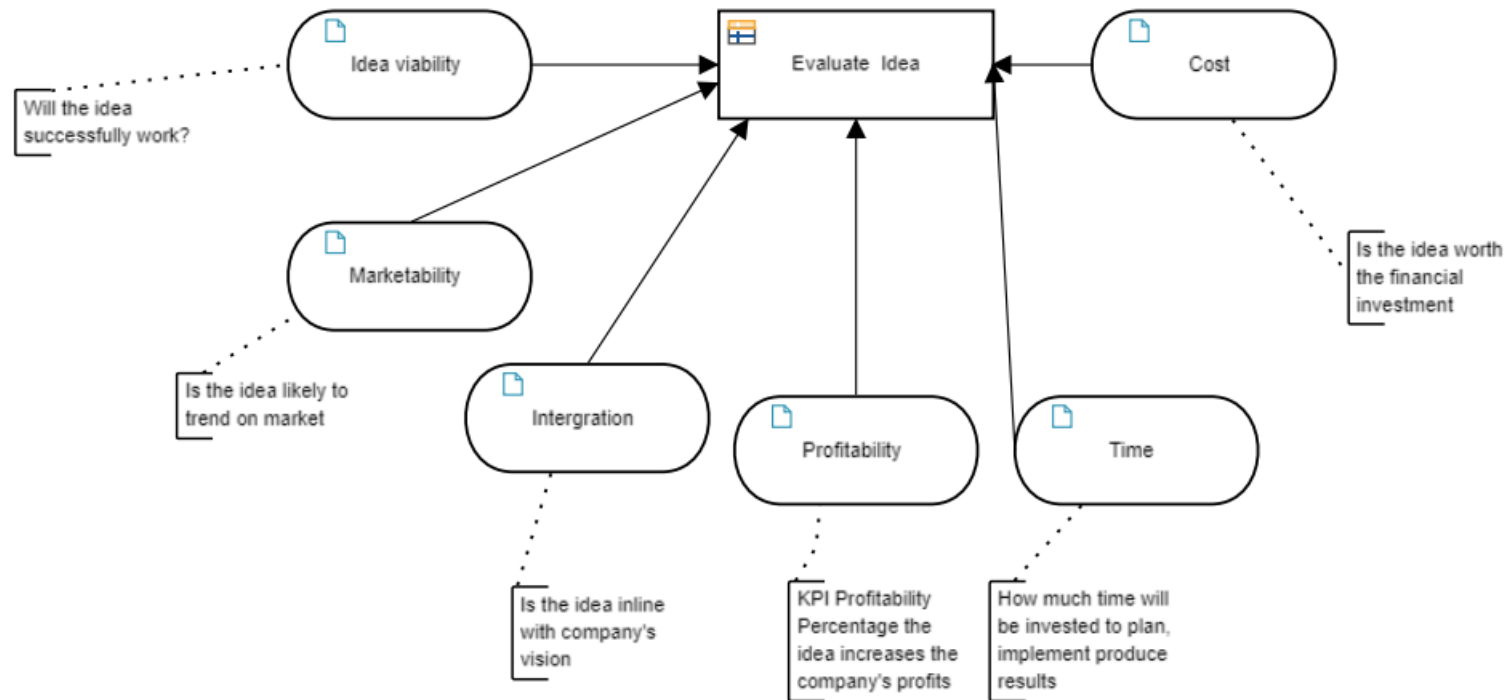 Idea viability
Evaluate Idea
Cost
Will the idea
successfully work?
Marketability
Is the idea worth
the financial
investment
Is the idea likely to
trend on market
Intergration
Profitability
Time
Is the idea inline
with company's
vision
KPI Profitability
Percentage the
idea increases the
company's profits
How much time will
be invested to plan,
implement produce
results